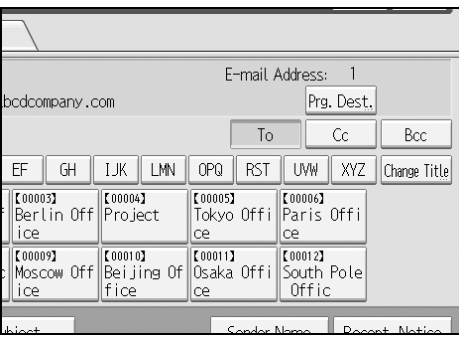 E-mail Address: 1
bcdcompany.com
Prg. Dest.
To Cc Bcc
EF GH IJK LMN OPQ RST UVW XYZ Change Title
【00003】 【00004】 【00005】 【00006】
Berlin Off Project Tokyo Offi Paris Offi
ice ce ce
【00009】 【00010】 【00011】 【00012】
Moscow Off Beijing Of Osaka Offi South Pole
ice fice ce Offic
Sender Name Recept. Notice